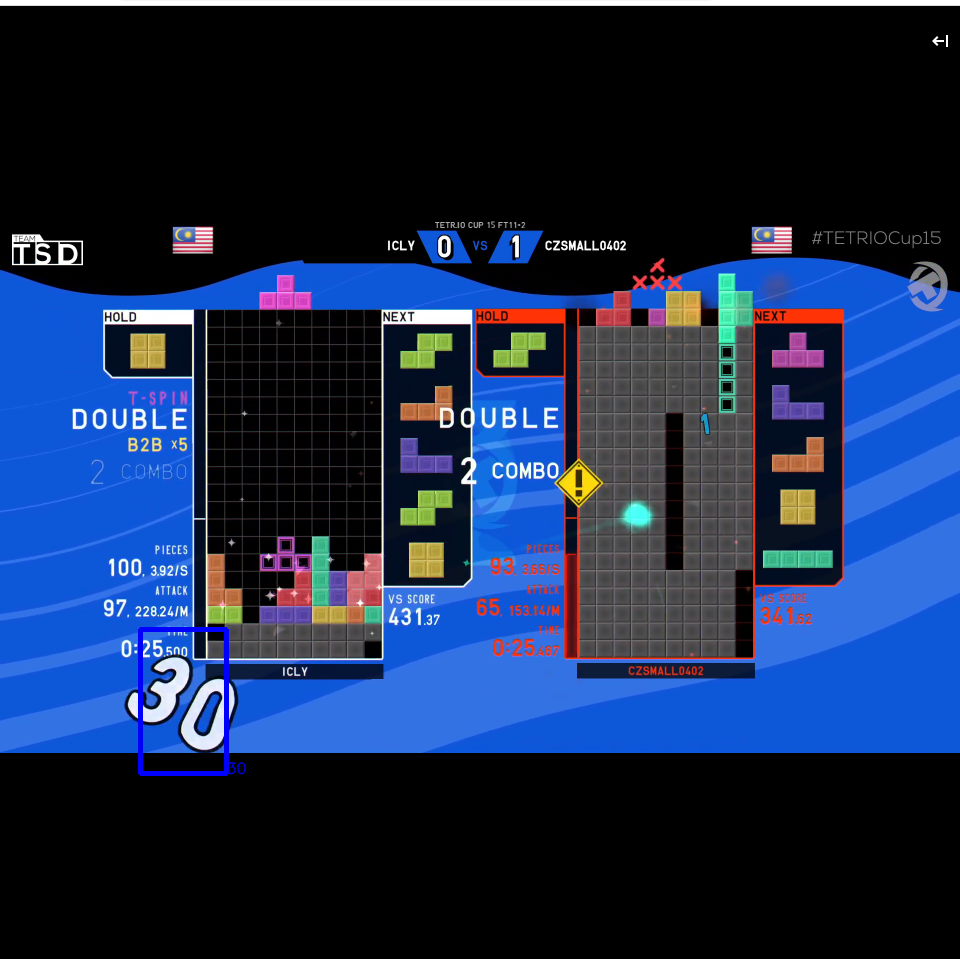 TETR.IO CUP 15 FT11-2
TEAM
TSD
ICLY 0 VS 1 CZSMALL0402
#TETRIOCup15
HOLD
NEXT
T-SPIN
DOUBLE
B2B ×5
2 COMBO
PIECES
100, 3.92/S
ATTACK
97, 228.24/M
TIME
0:25.500
VS SCORE
431.37
ICLY
30
30
HOLD
NEXT
DOUBLE
2 COMBO
!
1
PIECES
93, 3.65/S
ATTACK
65, 153.14/M
TIME
0:25.487
VS SCORE
341.62
CZSMALL0402